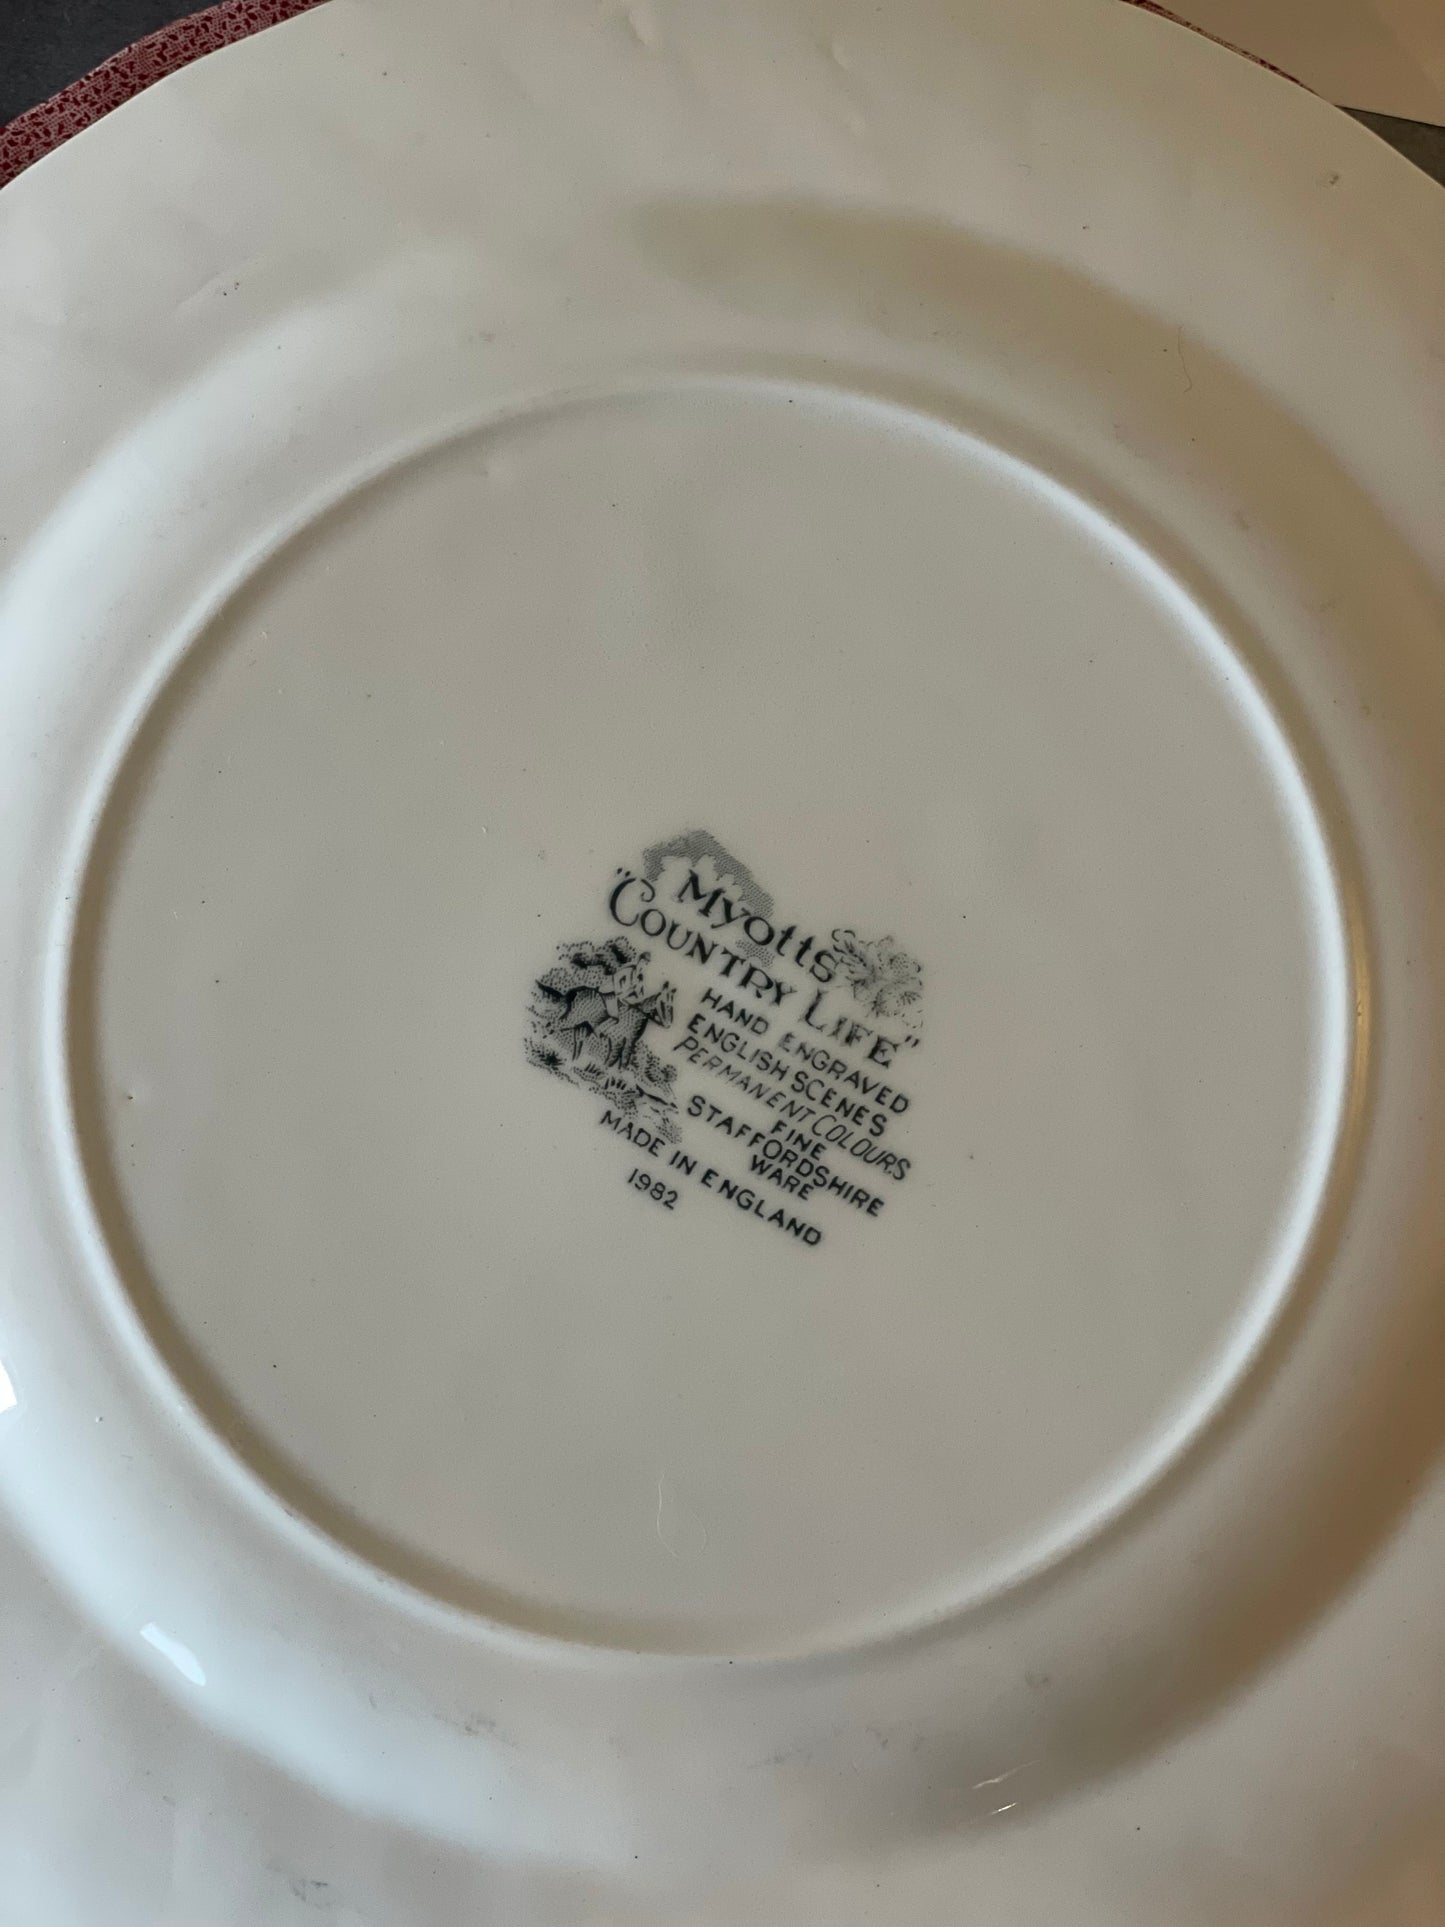 Myotts
"COUNTRY LIFE"
HAND ENGRAVED
ENGLISH SCENES
PERMANENT COLOURS
FINE
STAFFORDSHIRE
WARE
MADE IN ENGLAND
1982